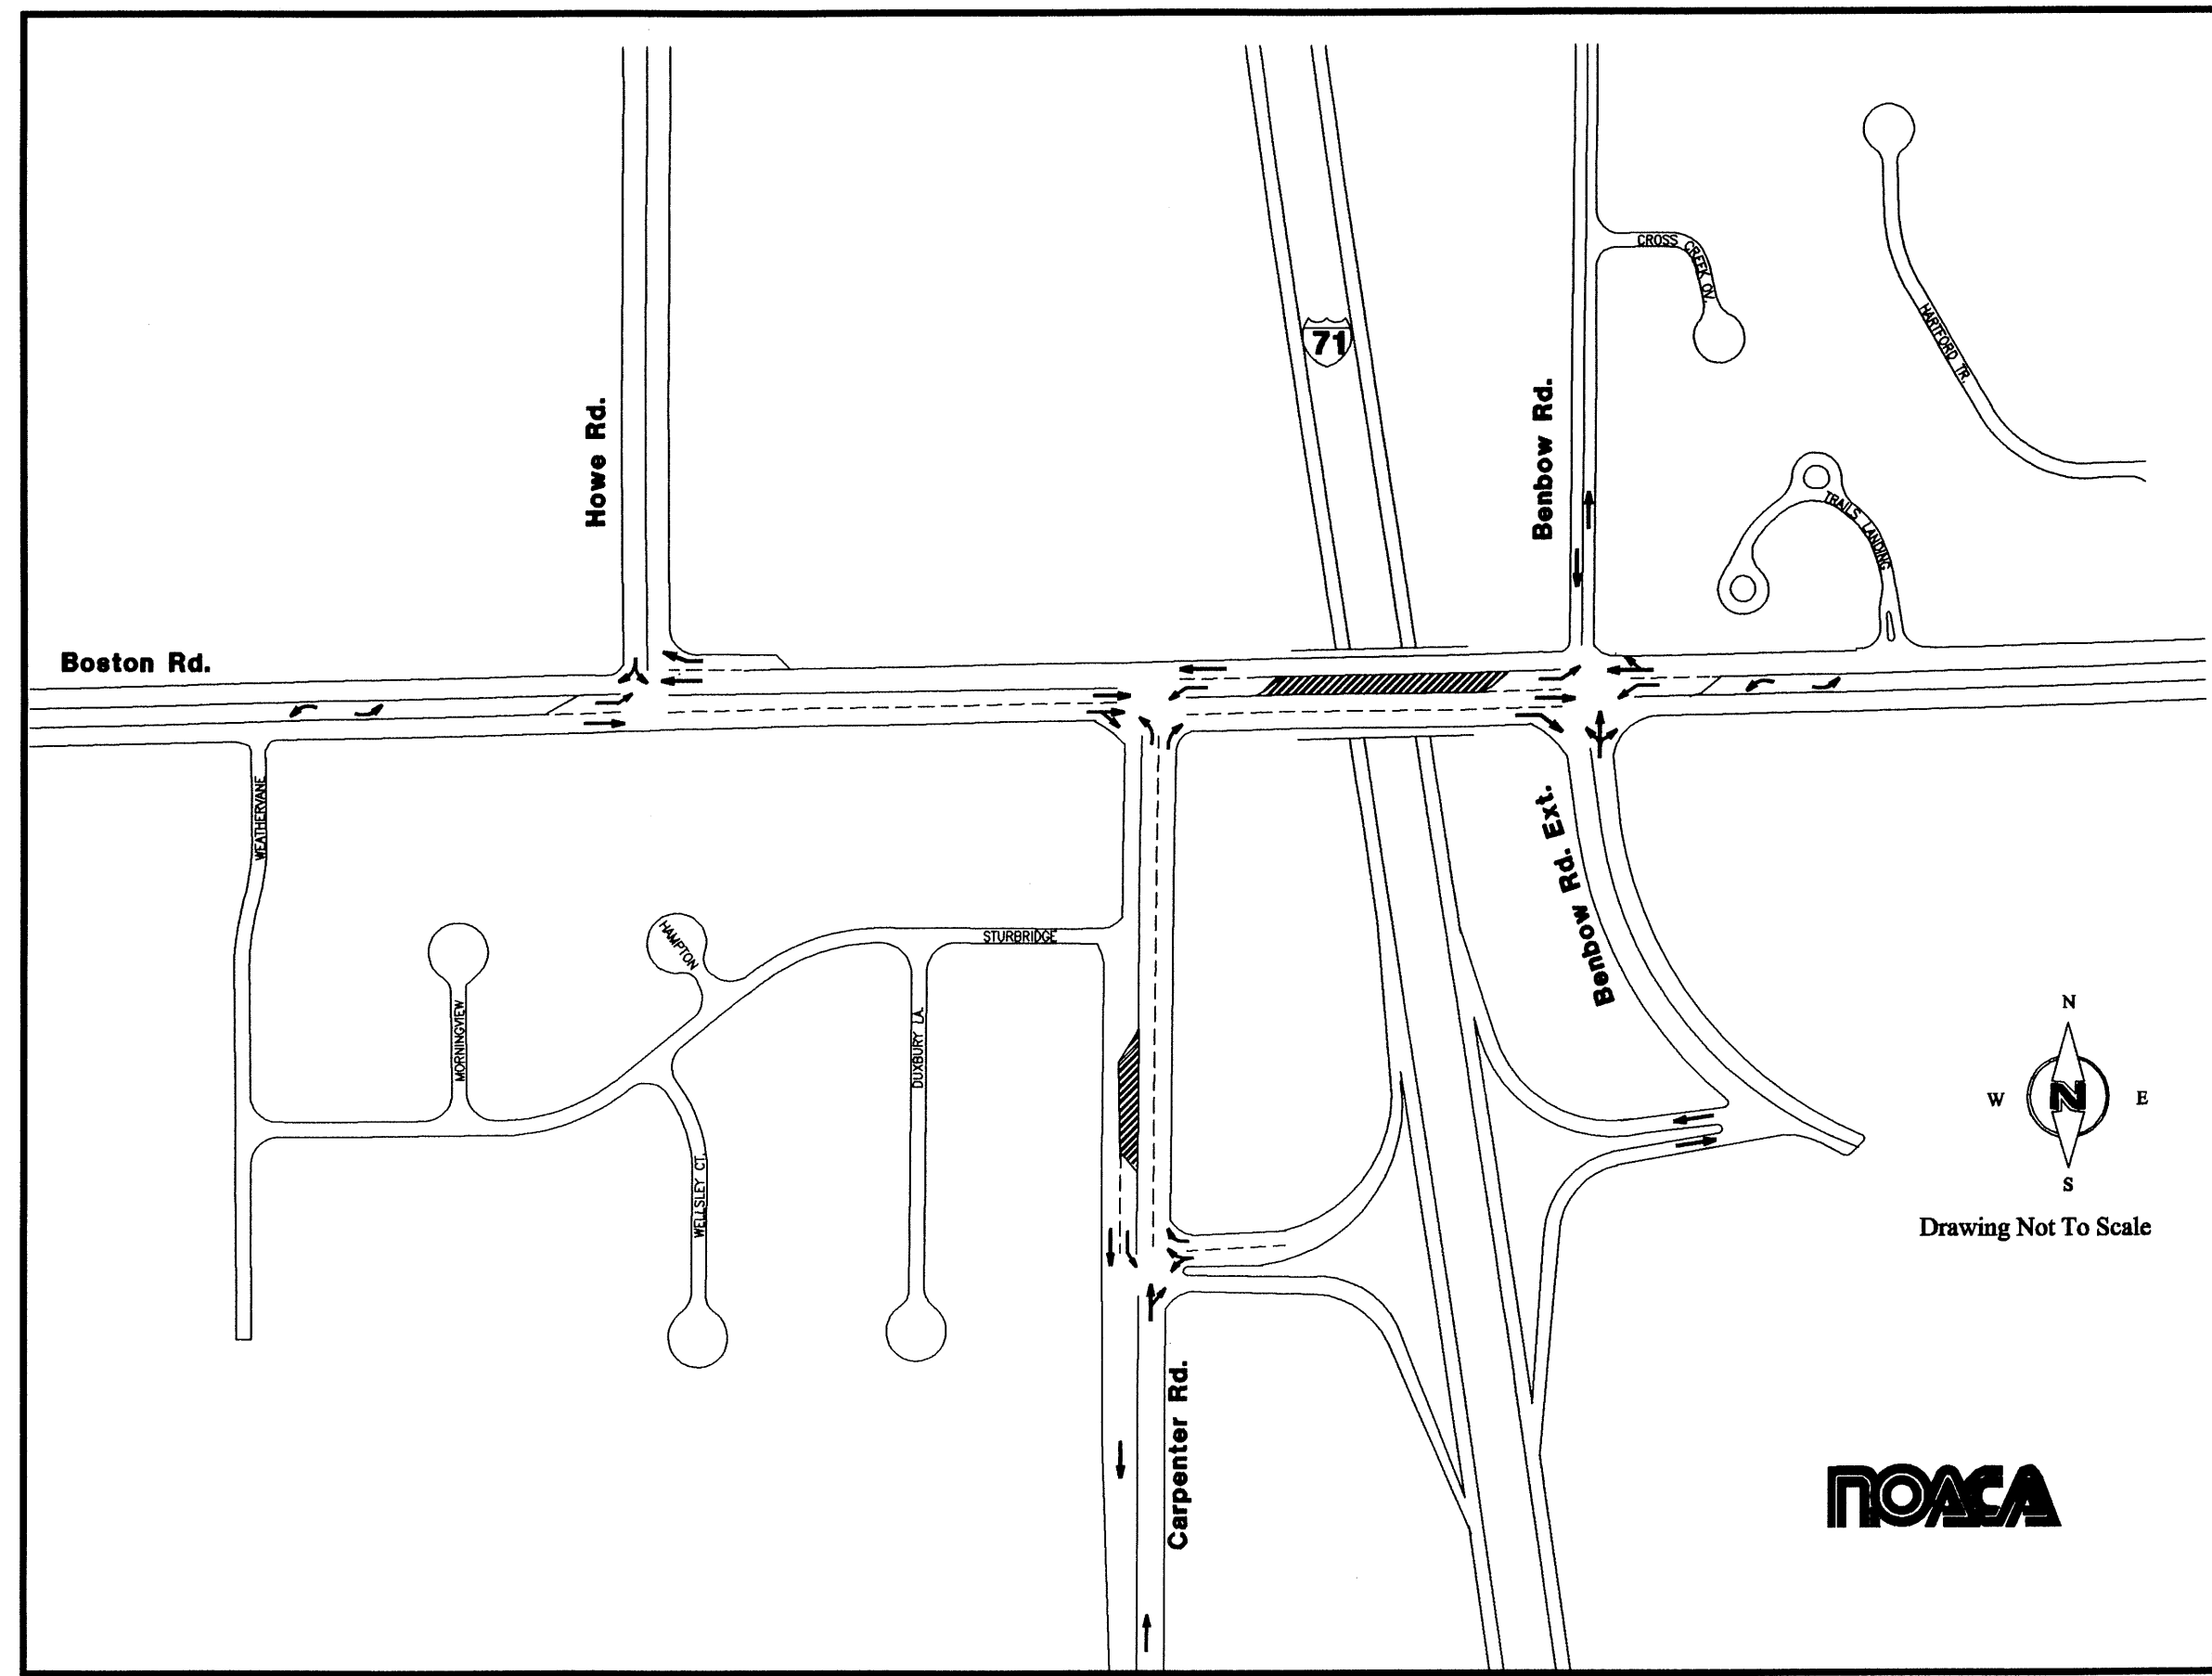 CROSS CREEK OV.
HARTFORD TR.
71
Howe Rd.
Benbow Rd.
TRAILS LANDING
Boston Rd.
WEATHERVANE
Benbow Rd. Ext.
HAMPTON
STURBRIDGE
MORNINGVIEW
DUXBURY LA.
N
W
N
E
S
WELLSLEY CT.
Drawing Not To Scale
Carpenter Rd.
NOACA